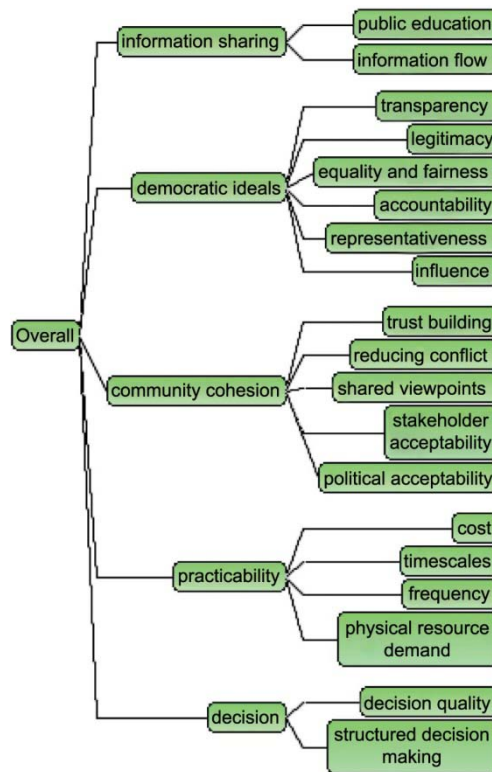 public education
information sharing
information flow
transparency
legitimacy
equality and fairness
democratic ideals
accountability
representativeness
influence
trust building
Overall
reducing conflict
community cohesion
shared viewpoints
stakeholder
acceptability
political acceptability
cost
timescales
practicability
frequency
physical resource
demand
decision quality
decision
structured decision
making